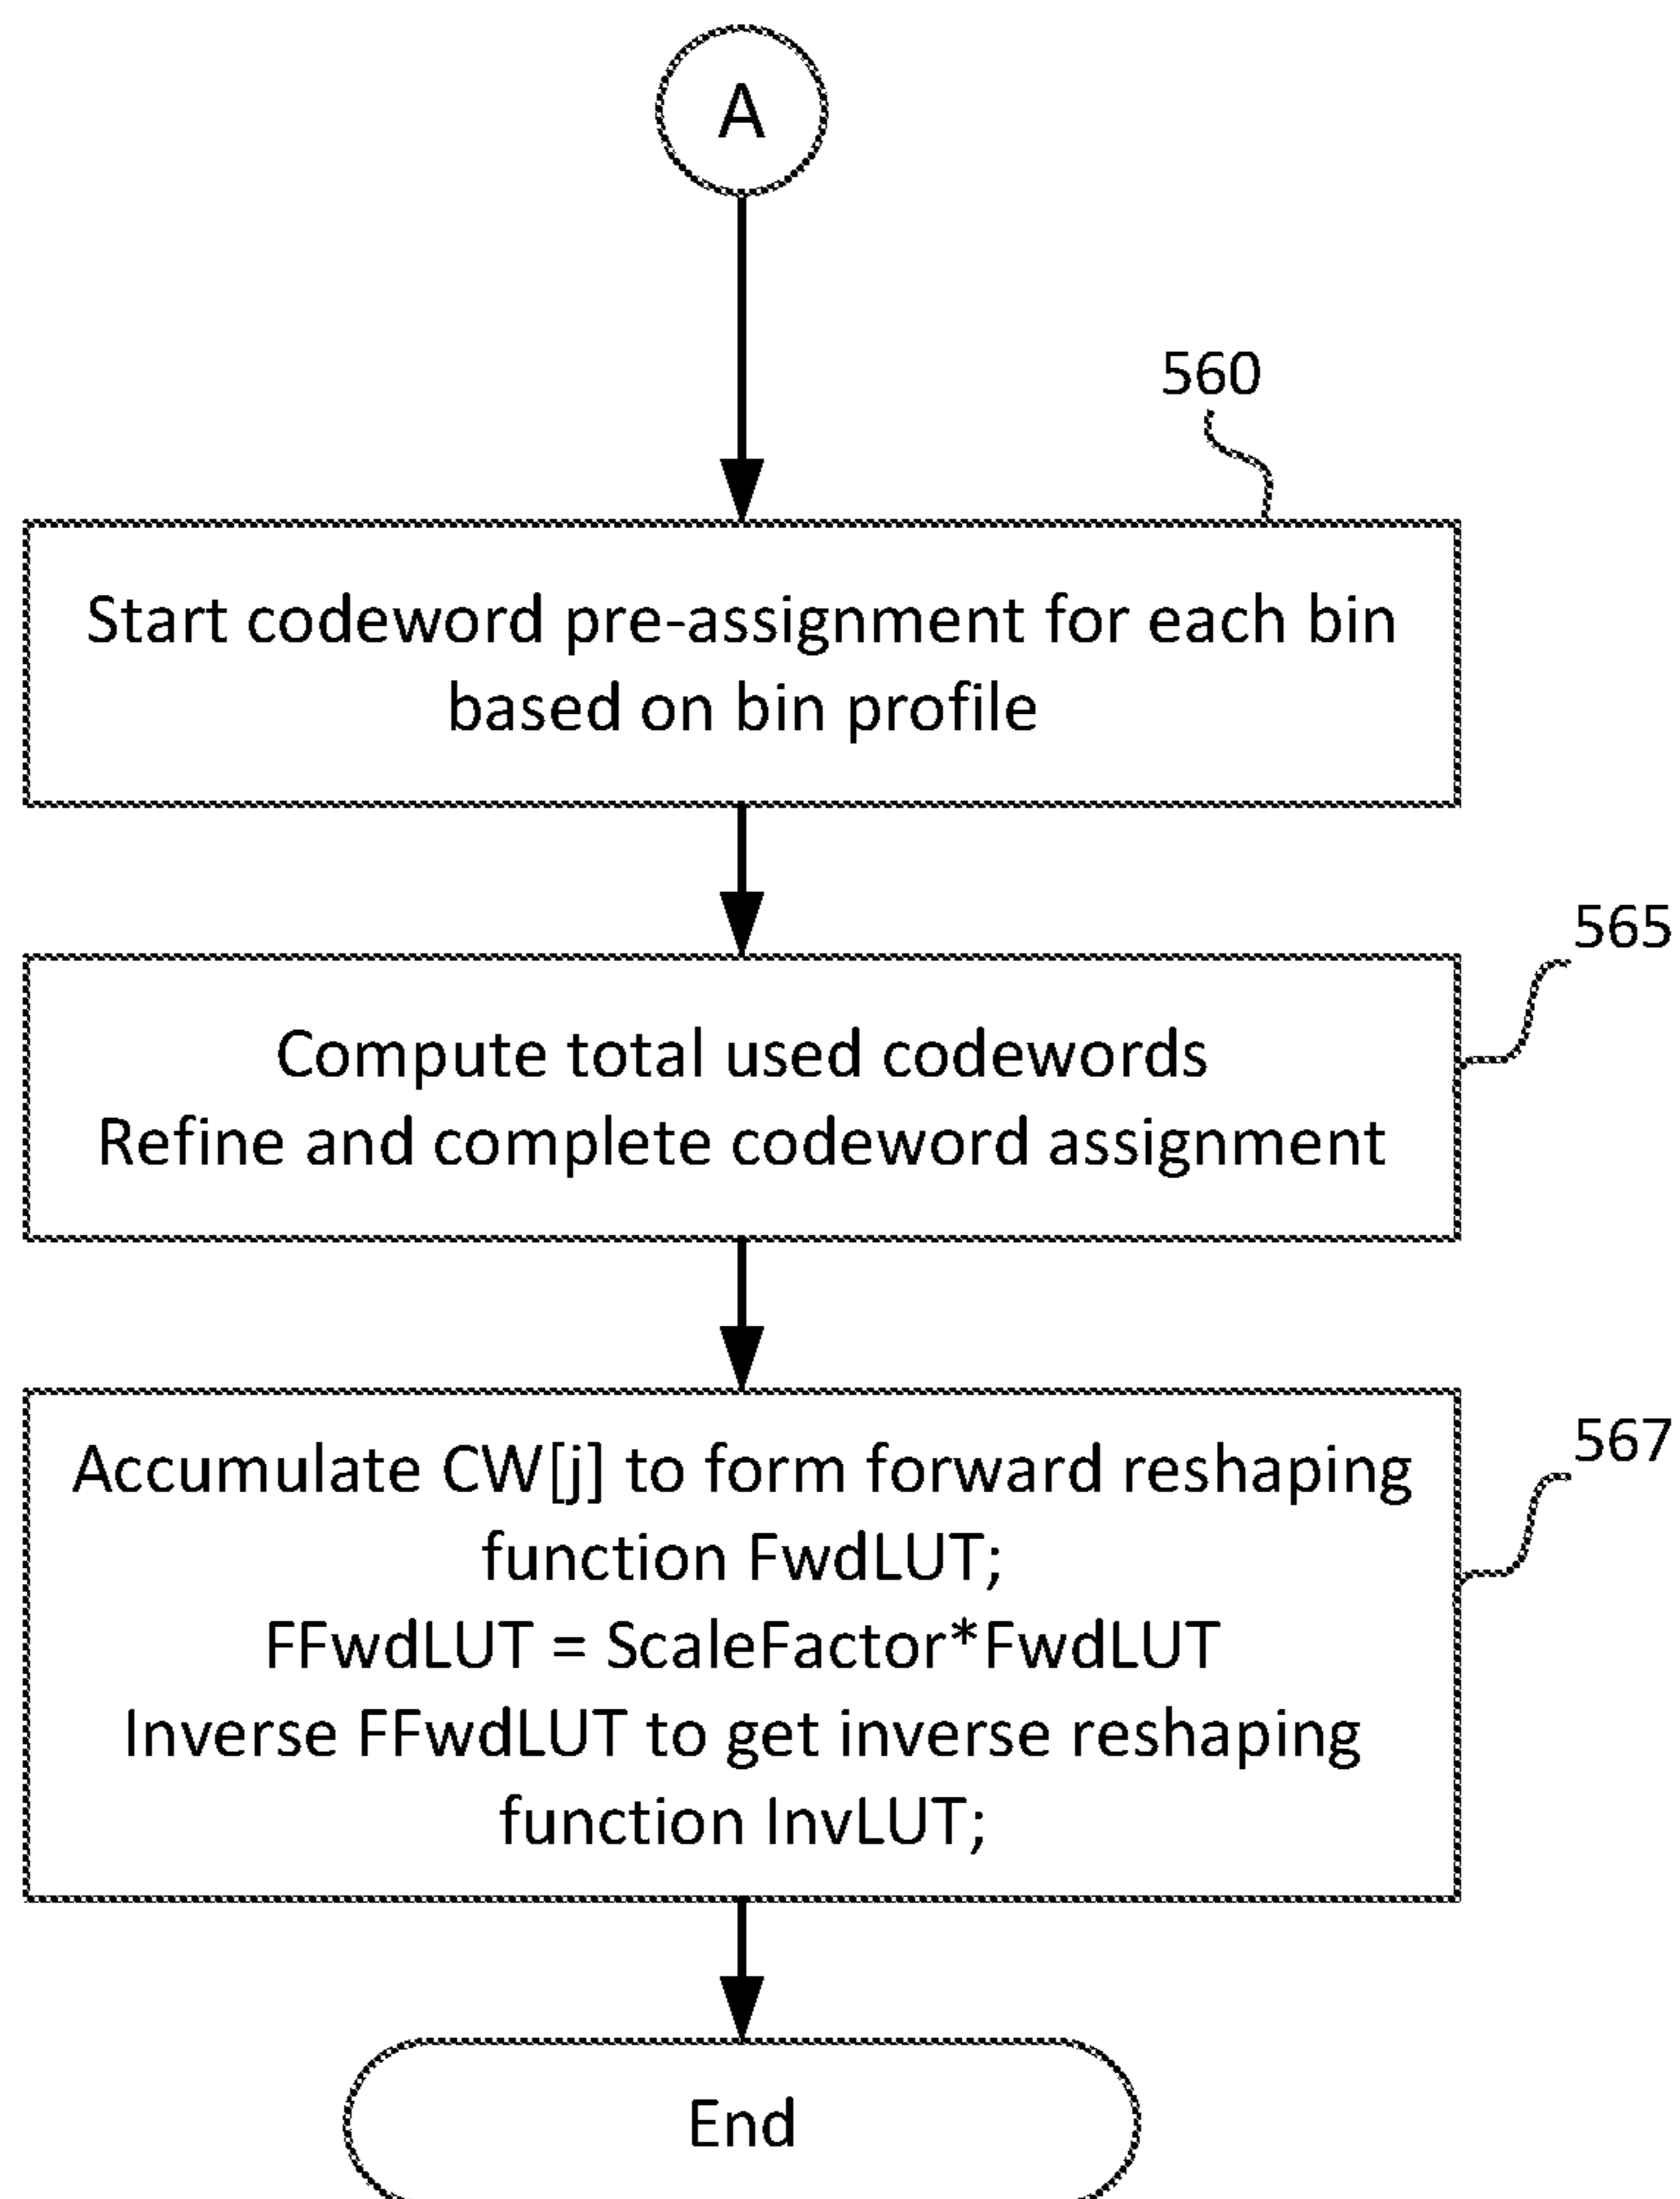 A
560
Start codeword pre-assignment for each bin
based on bin profile
565
Compute total used codewords
Refine and complete codeword assignment
567
Accumulate CW[j] to form forward reshaping
function FwdLUT;
FFwdLUT = ScaleFactor*FwdLUT
Inverse FFwdLUT to get inverse reshaping
function InvLUT;
End